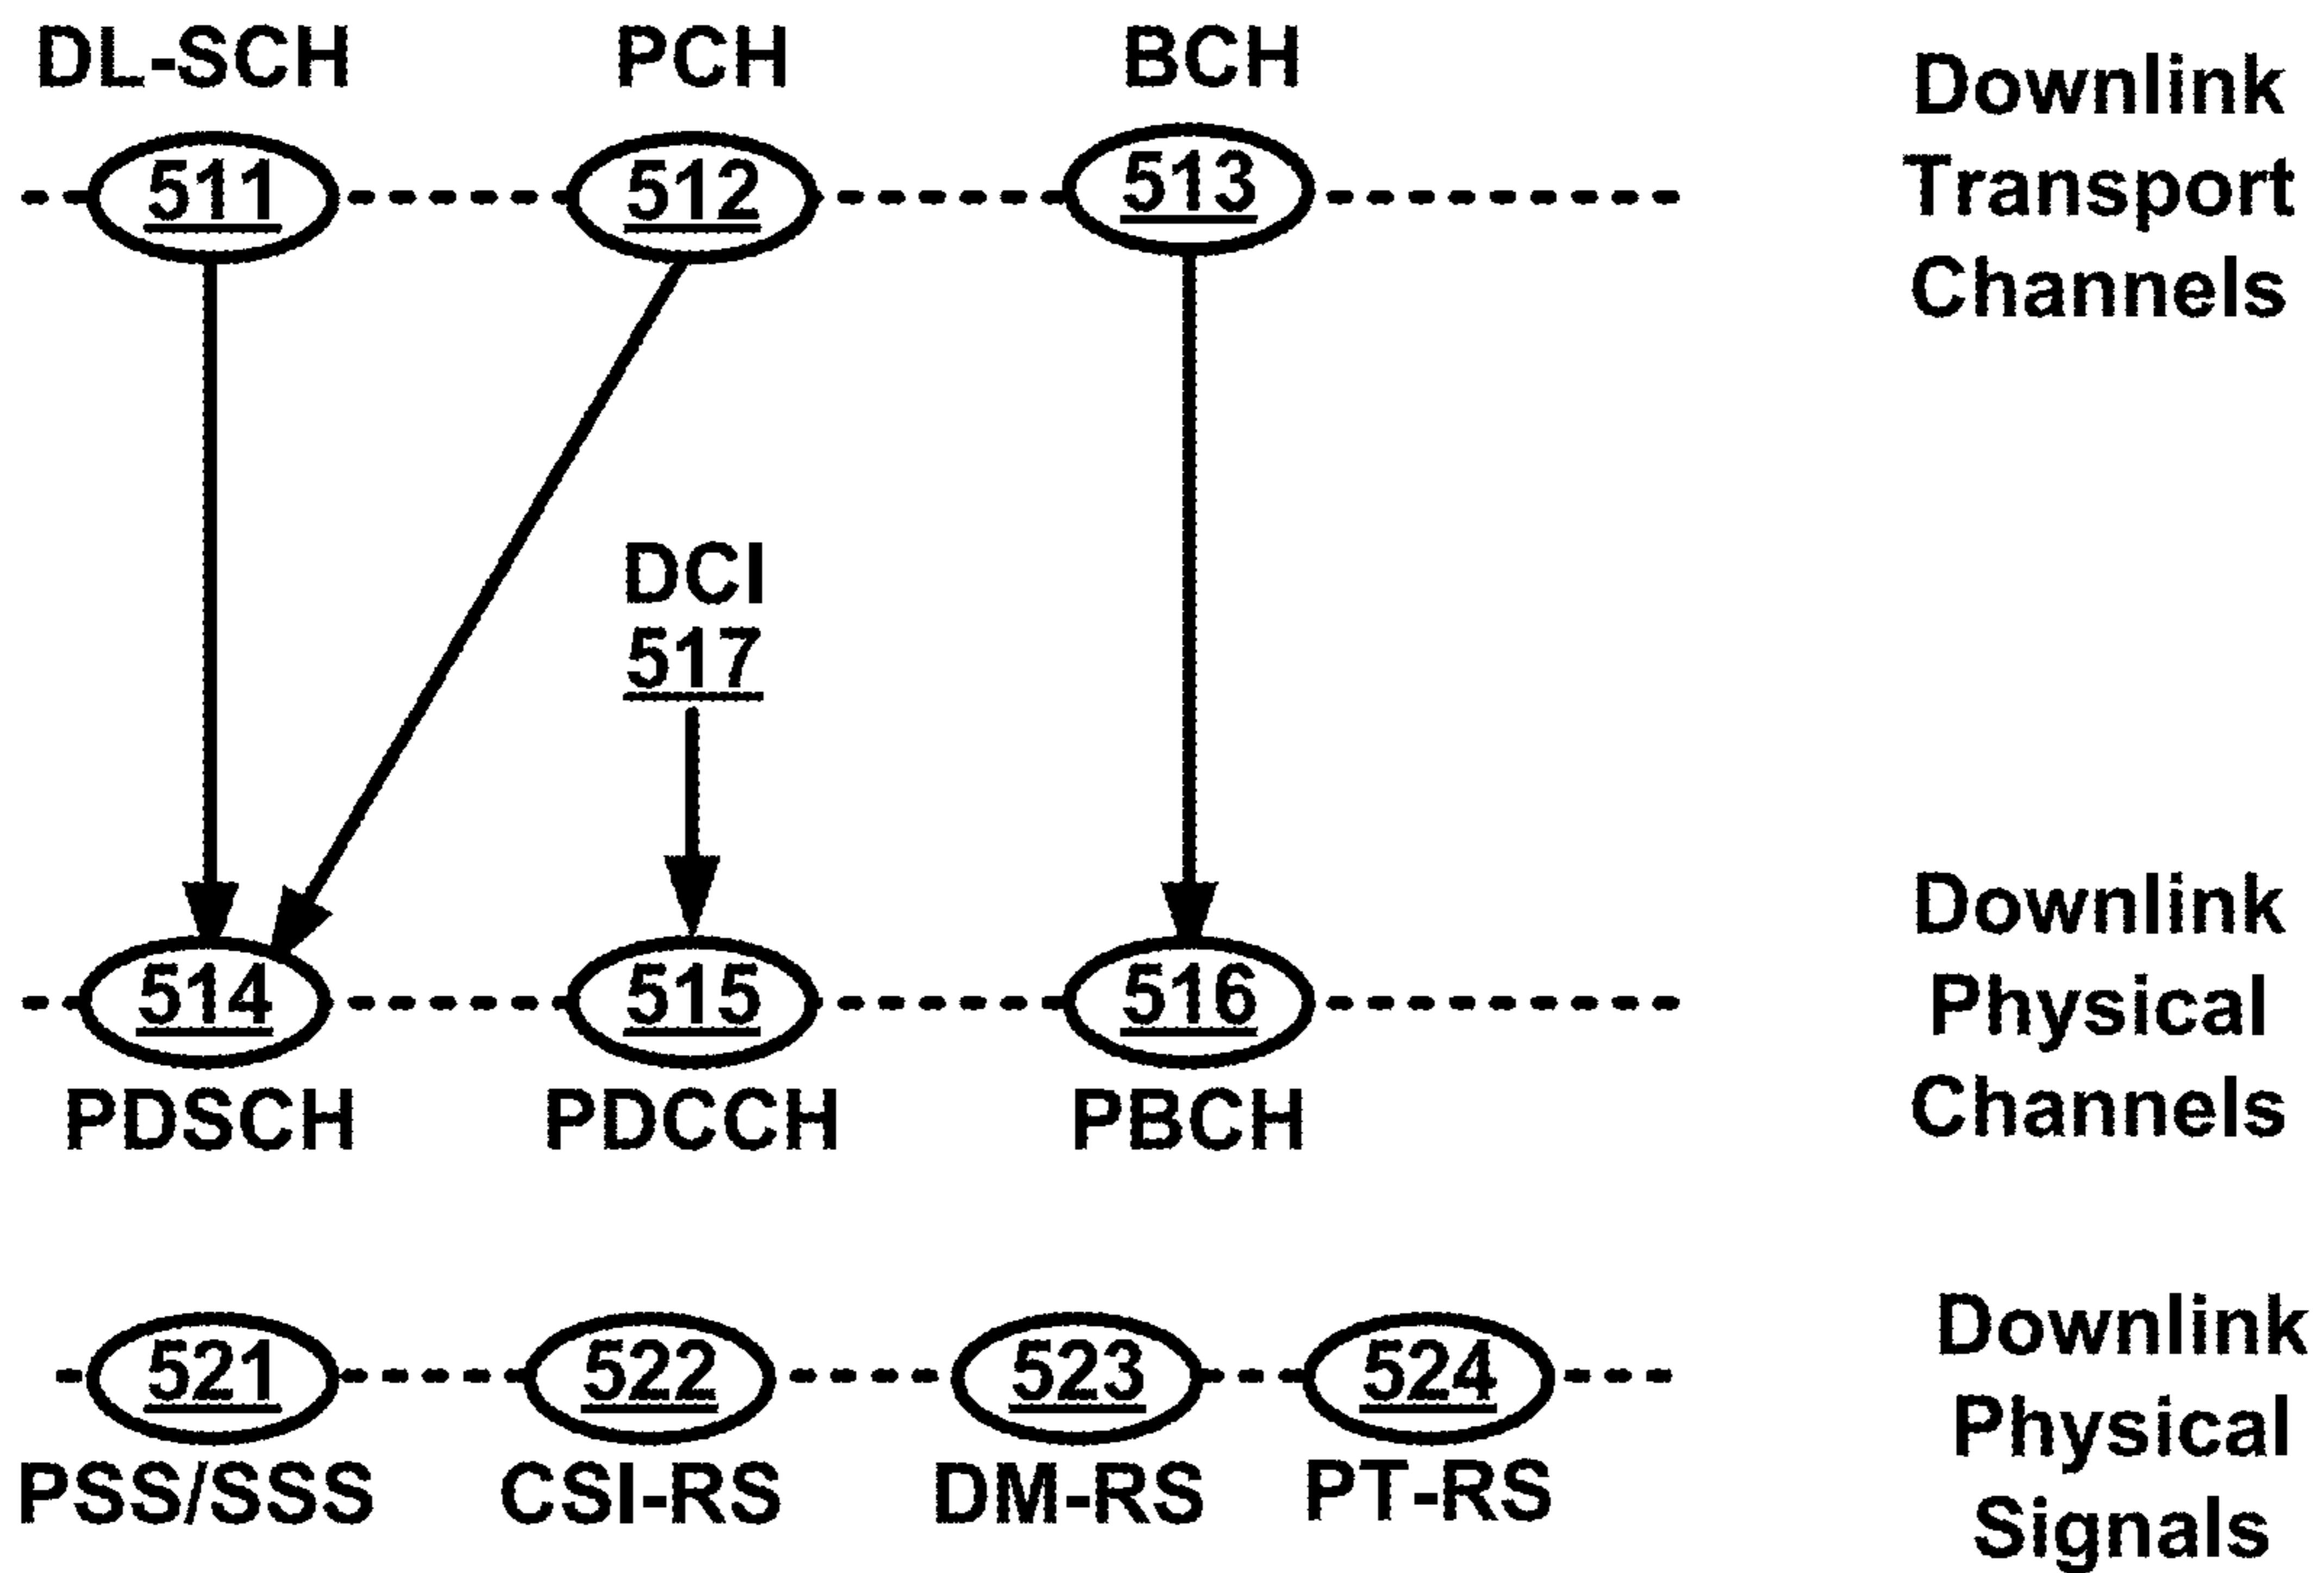 DL-SCH PCH BCH
511 512 513
Downlink
Transport
Channels
DCI
517
514 515 516
PDSCH PDCCH PBCH
Downlink
Physical
Channels
521 522 523 524
PSS/SSS CSI-RS DM-RS PT-RS
Downlink
Physical
Signals